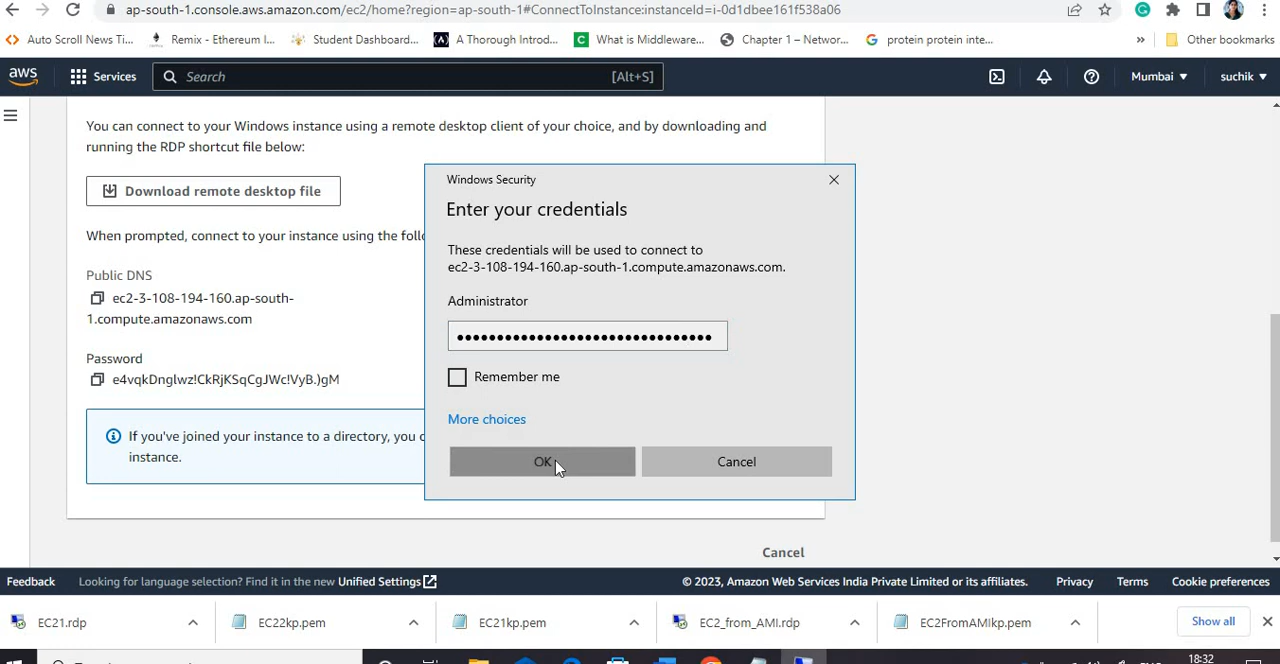 ap-south-1.console.aws.amazon.com/ec2/home?region=ap-south-1#ConnectToInstance:instanceId=i-0d1dbee161f538a06
Auto Scroll News Ti... Remix - Ethereum I... Student Dashboard... A Thorough Introd... What is Middleware... Chapter 1 – Networ... protein protein inte... » Other bookmarks
aws Services Search [Alt+S] Mumbai suchik
You can connect to your Windows instance using a remote desktop client of your choice, and by downloading and
running the RDP shortcut file below:
Download remote desktop file
When prompted, connect to your instance using the
Public DNS
ec2-3-108-194-160.ap-south-
1.compute.amazonaws.com
Password
e4vqkDnglwz!CkRjKSqCgJWc!VyB.)gM
If you've joined your instance to a directory, you
instance.
Windows Security
Enter your credentials
These credentials will be used to connect to
ec2-3-108-194-160.ap-south-1.compute.amazonaws.com.
Administrator
••••••••••••••••••••••••••••••••
Remember me
More choices
OK Cancel
Cancel
Feedback Looking for language selection? Find it in the new Unified Settings © 2023, Amazon Web Services India Private Limited or its affiliates. Privacy Terms Cookie preferences
EC21.rdp EC22kp.pem EC21kp.pem EC2_from_AMI.rdp EC2FromAMIkp.pem Show all
18:32